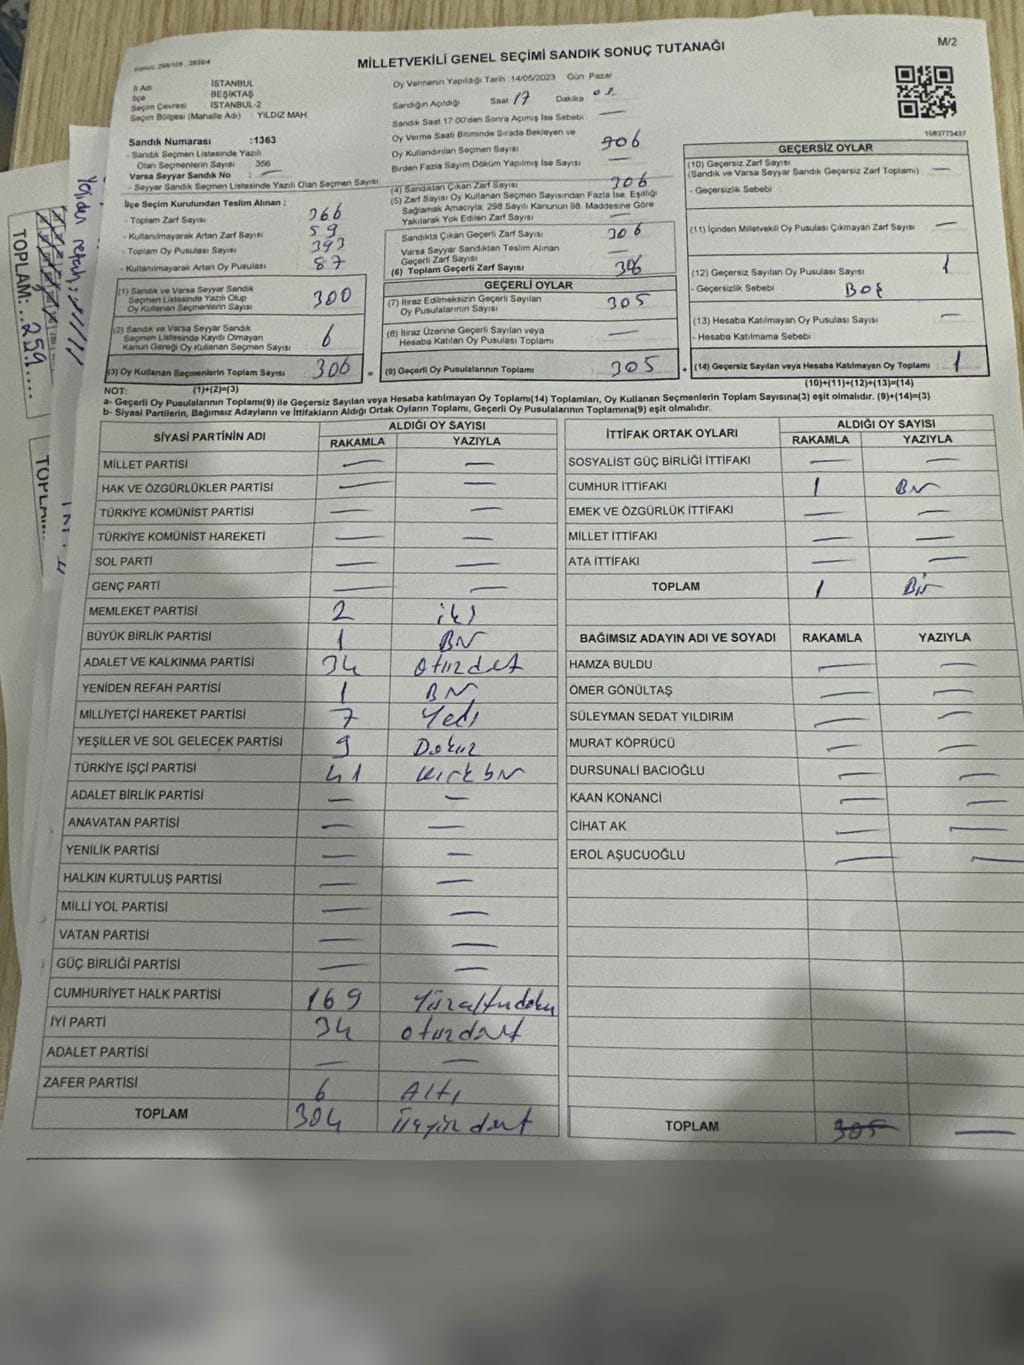 M/2
MİLLETVEKİLİ GENEL SEÇİMİ SANDIK SONUÇ TUTANAĞI
İl Adı İSTANBUL
İlçe BEŞİKTAŞ
Seçim Çevresi : İSTANBUL-2
Seçim Bölgesi (Mahalle Adı) : YILDIZ MAH.
Sandık Numarası :1363
- Sandık Seçmen Listesinde Yazılı
Olan Seçmenlerin Sayısı 356
Varsa Seyyar Sandık No : —
- Seyyar Sandık Seçmen Listesinde Yazılı Olan Seçmen Sayısı
İlçe Seçim Kurulundan Teslim Alınan :
- Toplam Zarf Sayısı 366
- Kullanılmayarak Artan Zarf Sayısı 59
- Toplam Oy Pusulası Sayısı 393
- Kullanılmayarak Artan Oy Pusulası 87
(1) Sandık ve Varsa Seyyar Sandık
Seçmen Listesinde Yazılı Olup
Oy Kullanan Seçmenlerin Sayısı 300
(2) Sandık ve Varsa Seyyar Sandık
Seçmen Listesinde Kayıtlı Olmayan
Kanun Gereği Oy Kullanan Seçmen Sayısı 6
(3) Oy Kullanan Seçmenlerin Toplam Sayısı 306 =
Oy Vermenin Yapıldığı Tarih :14/05/2023 Gün: Pazar
Sandığın Açıldığı Saat 17 Dakika
Sandık Saat 17.00'den Sonra Açımış İse Sebebi —
Oy Verme Saati Bitiminde Sırada Bekleyen ve
Oy Kullandırılan Seçmen Sayısı 306
Birden Fazla Sayım Döküm Yapılmış İse Sayısı —
(4) Sandıktan Çıkan Zarf Sayısı 306
(5) Zarf Sayısı Oy Kullanan Seçmen Sayısından Fazla İse, Eşitliği
Sağlamak Amacıyla, 298 Sayılı Kanunun 98. Maddesine Göre
Yakılarak Yok Edilen Zarf Sayısı —
Sandıkta Çıkan Geçerli Zarf Sayısı 306
Varsa Seyyar Sandıktan Teslim Alınan
Geçerli Zarf Sayısı —
(6) Toplam Geçerli Zarf Sayısı 306
GEÇERLİ OYLAR
(7) İtiraz Edilmeksizin Geçerli Sayılan
Oy Pusulalarının Sayısı 305
(8) İtiraz Üzerine Geçerli Sayılan veya
Hesaba Katılan Oy Pusulası Toplamı —
(9) Geçerli Oy Pusulalarının Toplamı 305 +
1083773437
GEÇERSİZ OYLAR
(10) Geçersiz Zarf Sayısı
(Sandık ve Varsa Seyyar Sandık Geçersiz Zarf Toplamı) —
- Geçersizlik Sebebi
(11) İçinden Milletvekili Oy Pusulası Çıkmayan Zarf Sayısı —
(12) Geçersiz Sayılan Oy Pusulası Sayısı 1
- Geçersizlik Sebebi Boş
(13) Hesaba Katılmayan Oy Pusulası Sayısı —
- Hesaba Katılmama Sebebi
(14) Geçersiz Sayılan veya Hesaba Katılmayan Oy Toplamı 1
NOT: (1)+(2)=(3) (10)+(11)+(12)+(13)=(14)
a- Geçerli Oy Pusulalarının Toplamı(9) ile Geçersiz Sayılan veya Hesaba katılmayan Oy Toplamı(14) Toplamları, Oy Kullanan Seçmenlerin Toplam Sayısına(3) eşit olmalıdır. (9)+(14)=(3)
b- Siyasi Partilerin, Bağımsız Adayların ve İttifakların Aldığı Ortak Oyların Toplamı, Geçerli Oy Pusulalarının Toplamına(9) eşit olmalıdır.
SİYASİ PARTİNİN ADI ALDIĞI OY SAYISI
RAKAMLA YAZIYLA
MİLLET PARTİSİ — —
HAK VE ÖZGÜRLÜKLER PARTİSİ — —
TÜRKİYE KOMÜNİST PARTİSİ — —
TÜRKİYE KOMÜNİST HAREKETİ — —
SOL PARTİ — —
GENÇ PARTİ — —
MEMLEKET PARTİSİ 2 iki
BÜYÜK BİRLİK PARTİSİ 1 Bir
ADALET VE KALKINMA PARTİSİ 34 otuzdört
YENİDEN REFAH PARTİSİ 1 Bir
MİLLİYETÇİ HAREKET PARTİSİ 7 Yedi
YEŞİLLER VE SOL GELECEK PARTİSİ 9 Dokuz
TÜRKİYE İŞÇİ PARTİSİ 41 kırkbir
ADALET BİRLİK PARTİSİ — —
ANAVATAN PARTİSİ — —
YENİLİK PARTİSİ — —
HALKIN KURTULUŞ PARTİSİ — —
MİLLİ YOL PARTİSİ — —
VATAN PARTİSİ — —
GÜÇ BİRLİĞİ PARTİSİ — —
CUMHURİYET HALK PARTİSİ 169
İYİ PARTİ 34 otuzdört
ADALET PARTİSİ — —
ZAFER PARTİSİ 6 Altı
TOPLAM 304 Üçyüz dört
İTTİFAK ORTAK OYLARI ALDIĞI OY SAYISI
RAKAMLA YAZIYLA
SOSYALİST GÜÇ BİRLİĞİ İTTİFAKI — —
CUMHUR İTTİFAKI 1 Bir
EMEK VE ÖZGÜRLÜK İTTİFAKI — —
MİLLET İTTİFAKI — —
ATA İTTİFAKI — —
TOPLAM 1 Bir
BAĞIMSIZ ADAYIN ADI VE SOYADI RAKAMLA YAZIYLA
HAMZA BULDU — —
ÖMER GÖNÜLTAŞ — —
SÜLEYMAN SEDAT YILDIRIM — —
MURAT KÖPRÜCÜ — —
DURSUNALİ BACIOĞLU — —
KAAN KONANCİ — —
CİHAT AK — —
EROL AŞUCUOĞLU — —
TOPLAM 305 —
Yeniden refah:
TOPLAM:...259....